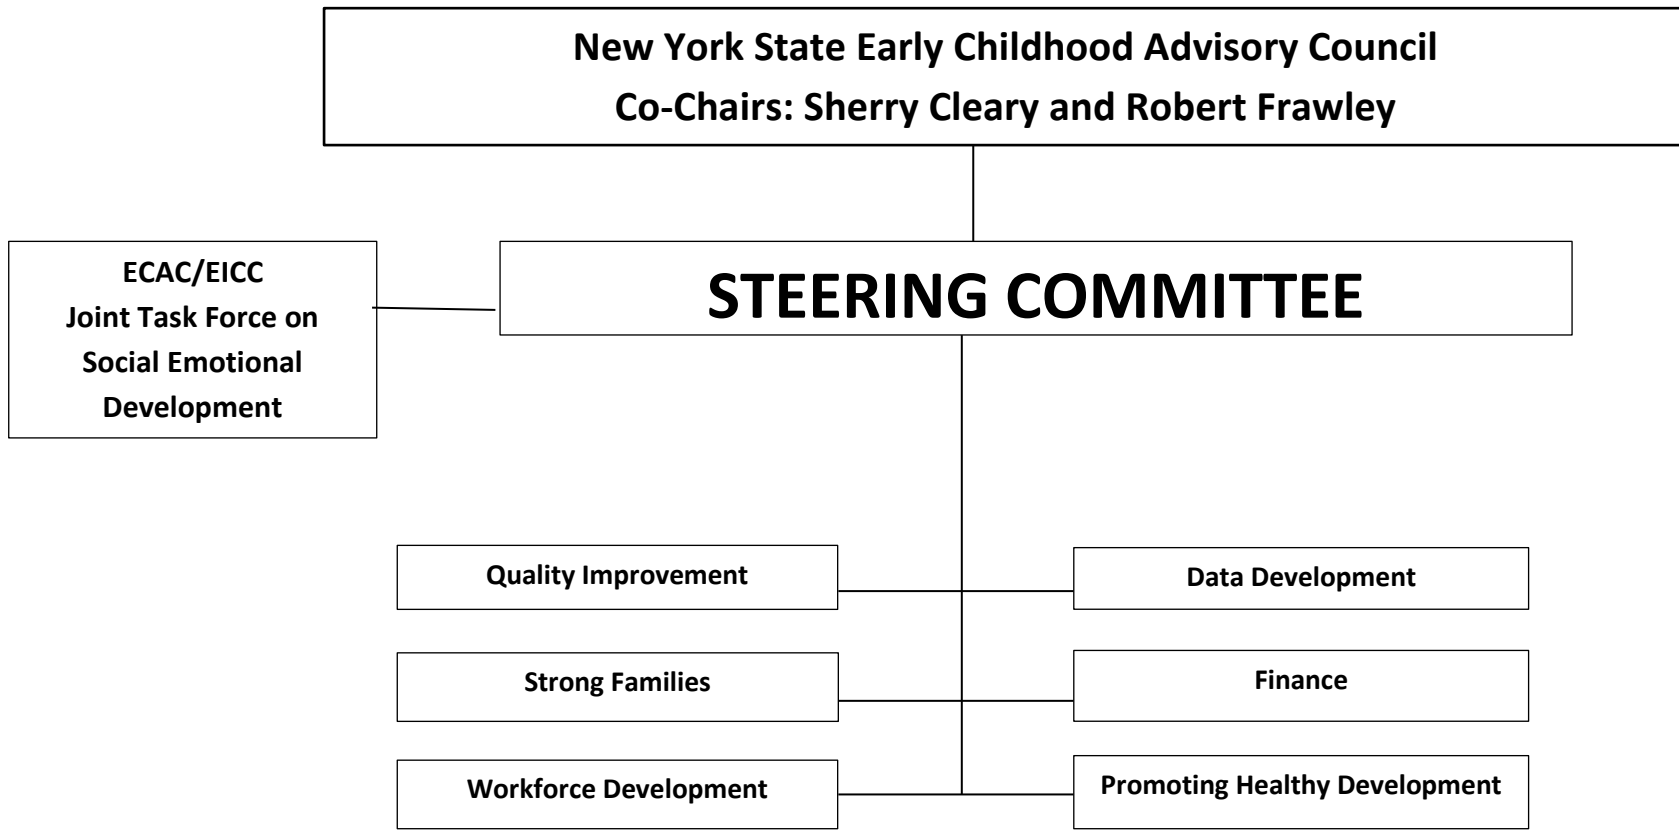 New York State Early Childhood Advisory Council
Co-Chairs: Sherry Cleary and Robert Frawley
ECAC/EICC
Joint Task Force on
Social Emotional
Development
STEERING COMMITTEE
Quality Improvement
Data Development
Strong Families
Finance
Workforce Development
Promoting Healthy Development